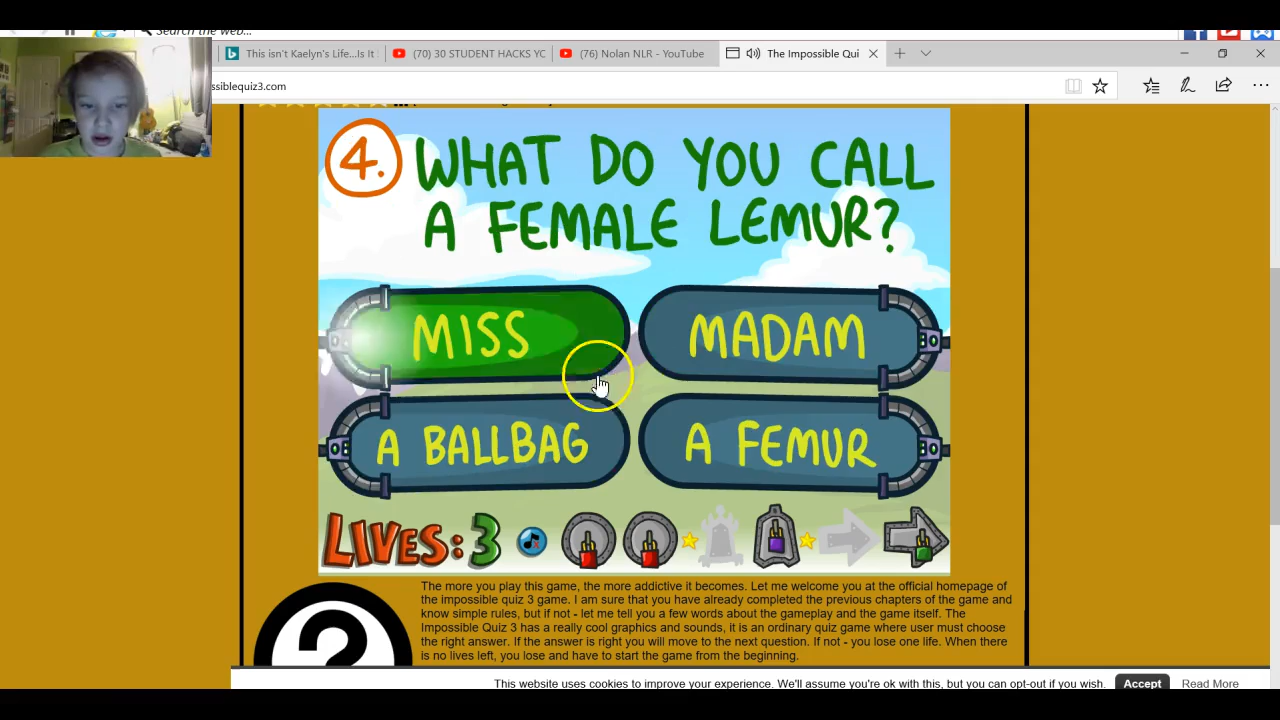 Search the web...
This isn't Kaelyn's Life...Is It
(70) 30 STUDENT HACKS YC
(76) Nolan NLR - YouTube
The Impossible Qui
ssiblequiz3.com
4. WHAT DO YOU CALL
A FEMALE LEMUR?
MISS
MADAM
A BALLBAG
A FEMUR
LIVES: 3
The more you play this game, the more addictive it becomes. Let me welcome you at the official homepage of
the impossible quiz 3 game. I am sure that you have already completed the previous chapters of the game and
know simple rules, but if not - let me tell you a few words about the gameplay and the game itself. The
Impossible Quiz 3 has a really cool graphics and sounds, it is an ordinary quiz game where user must choose
the right answer. If the answer is right you will move to the next question. If not - you lose one life. When there
is no lives left, you lose and have to start the game from the beginning.
This website uses cookies to improve your experience. We'll assume you're ok with this, but you can opt-out if you wish.
Accept
Read More